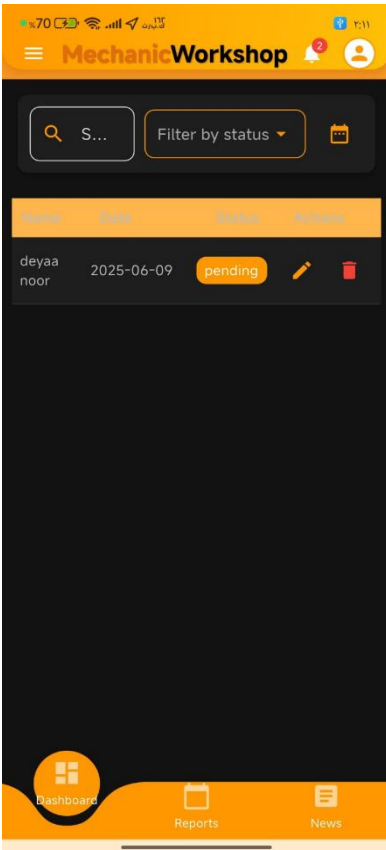 %70
٢:١١
MechanicWorkshop
2
S...
Filter by status
Name Date Status Actions
deyaa noor 2025-06-09 pending
Dashboard
Reports
News